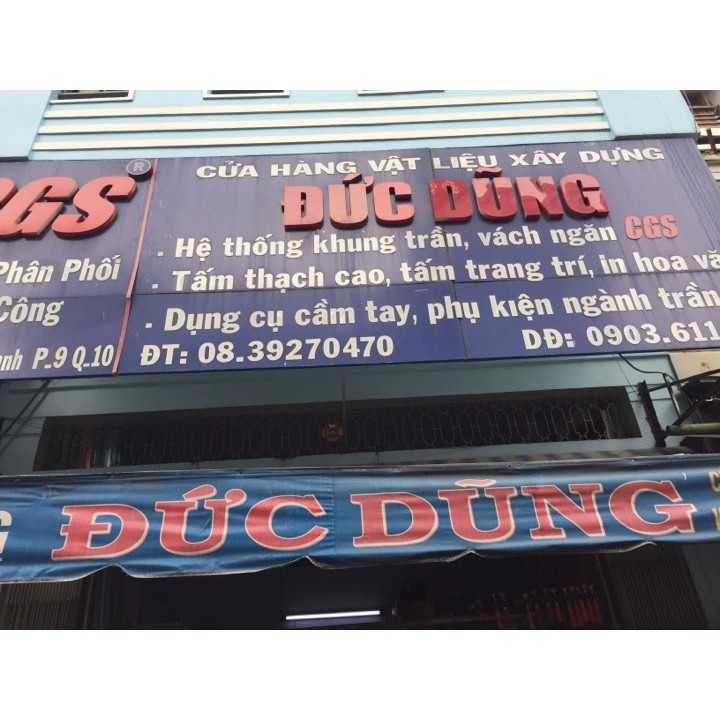 CGS ®
Phân Phối
Công
P.9 Q.10
CỬA HÀNG VẬT LIỆU XÂY DỰNG
ĐỨC DŨNG
. Hệ thống khung trần, vách ngăn CGS
. Tấm thạch cao, tấm trang trí, in hoa
. Dụng cụ cầm tay, phụ kiện ngành trần
ĐT: 08.39270470 DĐ: 0903.611
ĐỨC DŨNG